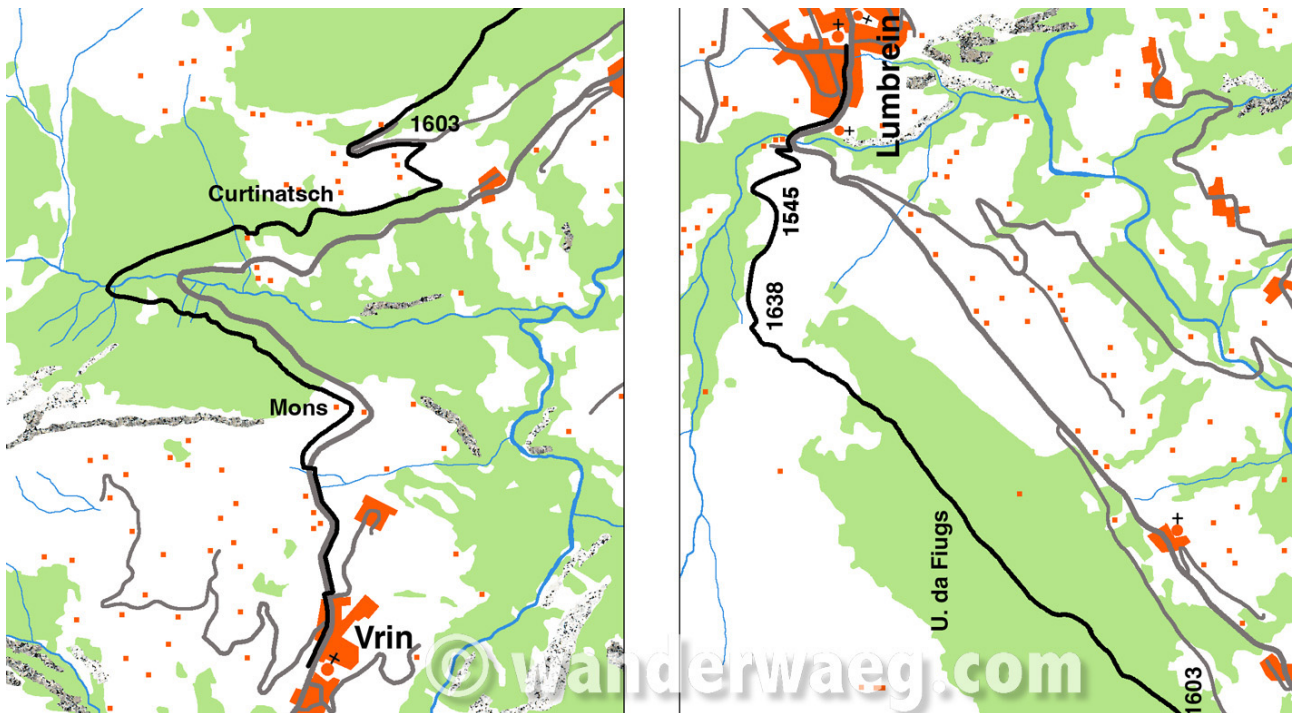 1603
Curtinatsch
Mons
Vrin
Lumbrein
1545
1638
U. da Fiugs
1603
© wanderwaeg.com